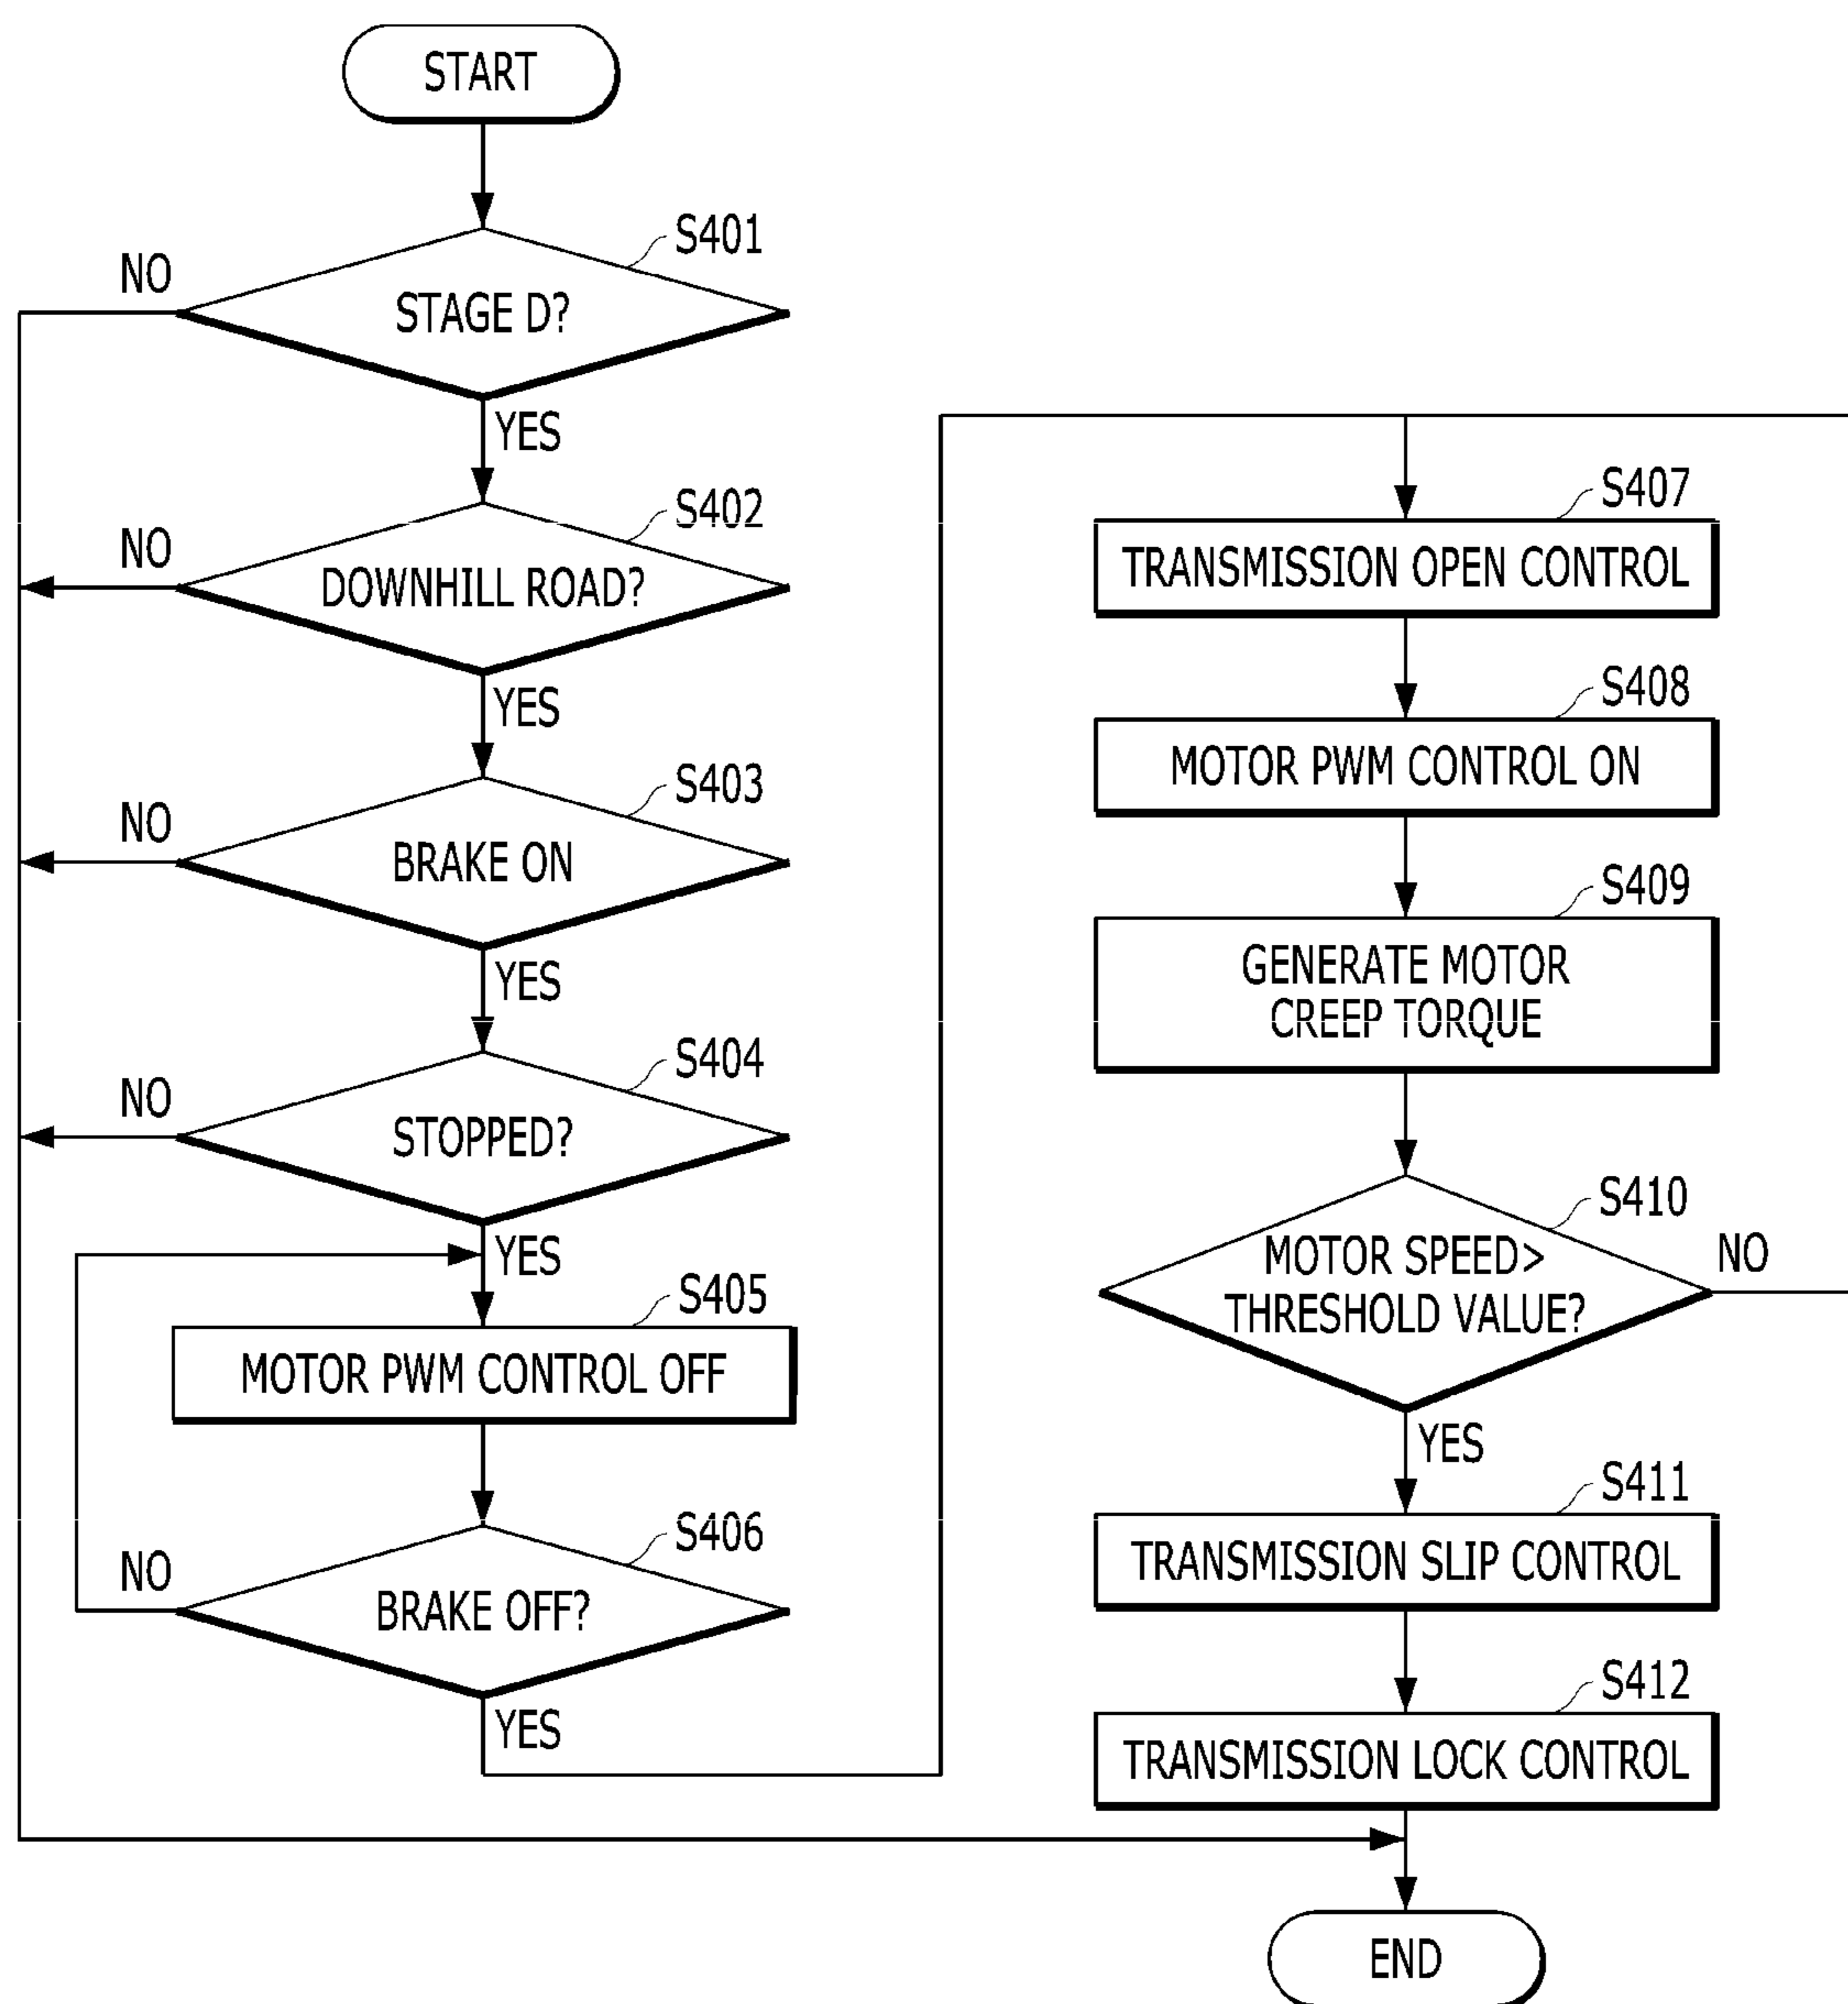 START
S401
NO
STAGE D?
YES
S402
NO
DOWNHILL ROAD?
YES
S403
NO
BRAKE ON
YES
S404
NO
STOPPED?
YES
S405
MOTOR PWM CONTROL OFF
S406
NO
BRAKE OFF?
YES
S407
TRANSMISSION OPEN CONTROL
S408
MOTOR PWM CONTROL ON
S409
GENERATE MOTOR
CREEP TORQUE
S410
MOTOR SPEED>
THRESHOLD VALUE?
NO
YES
S411
TRANSMISSION SLIP CONTROL
S412
TRANSMISSION LOCK CONTROL
END